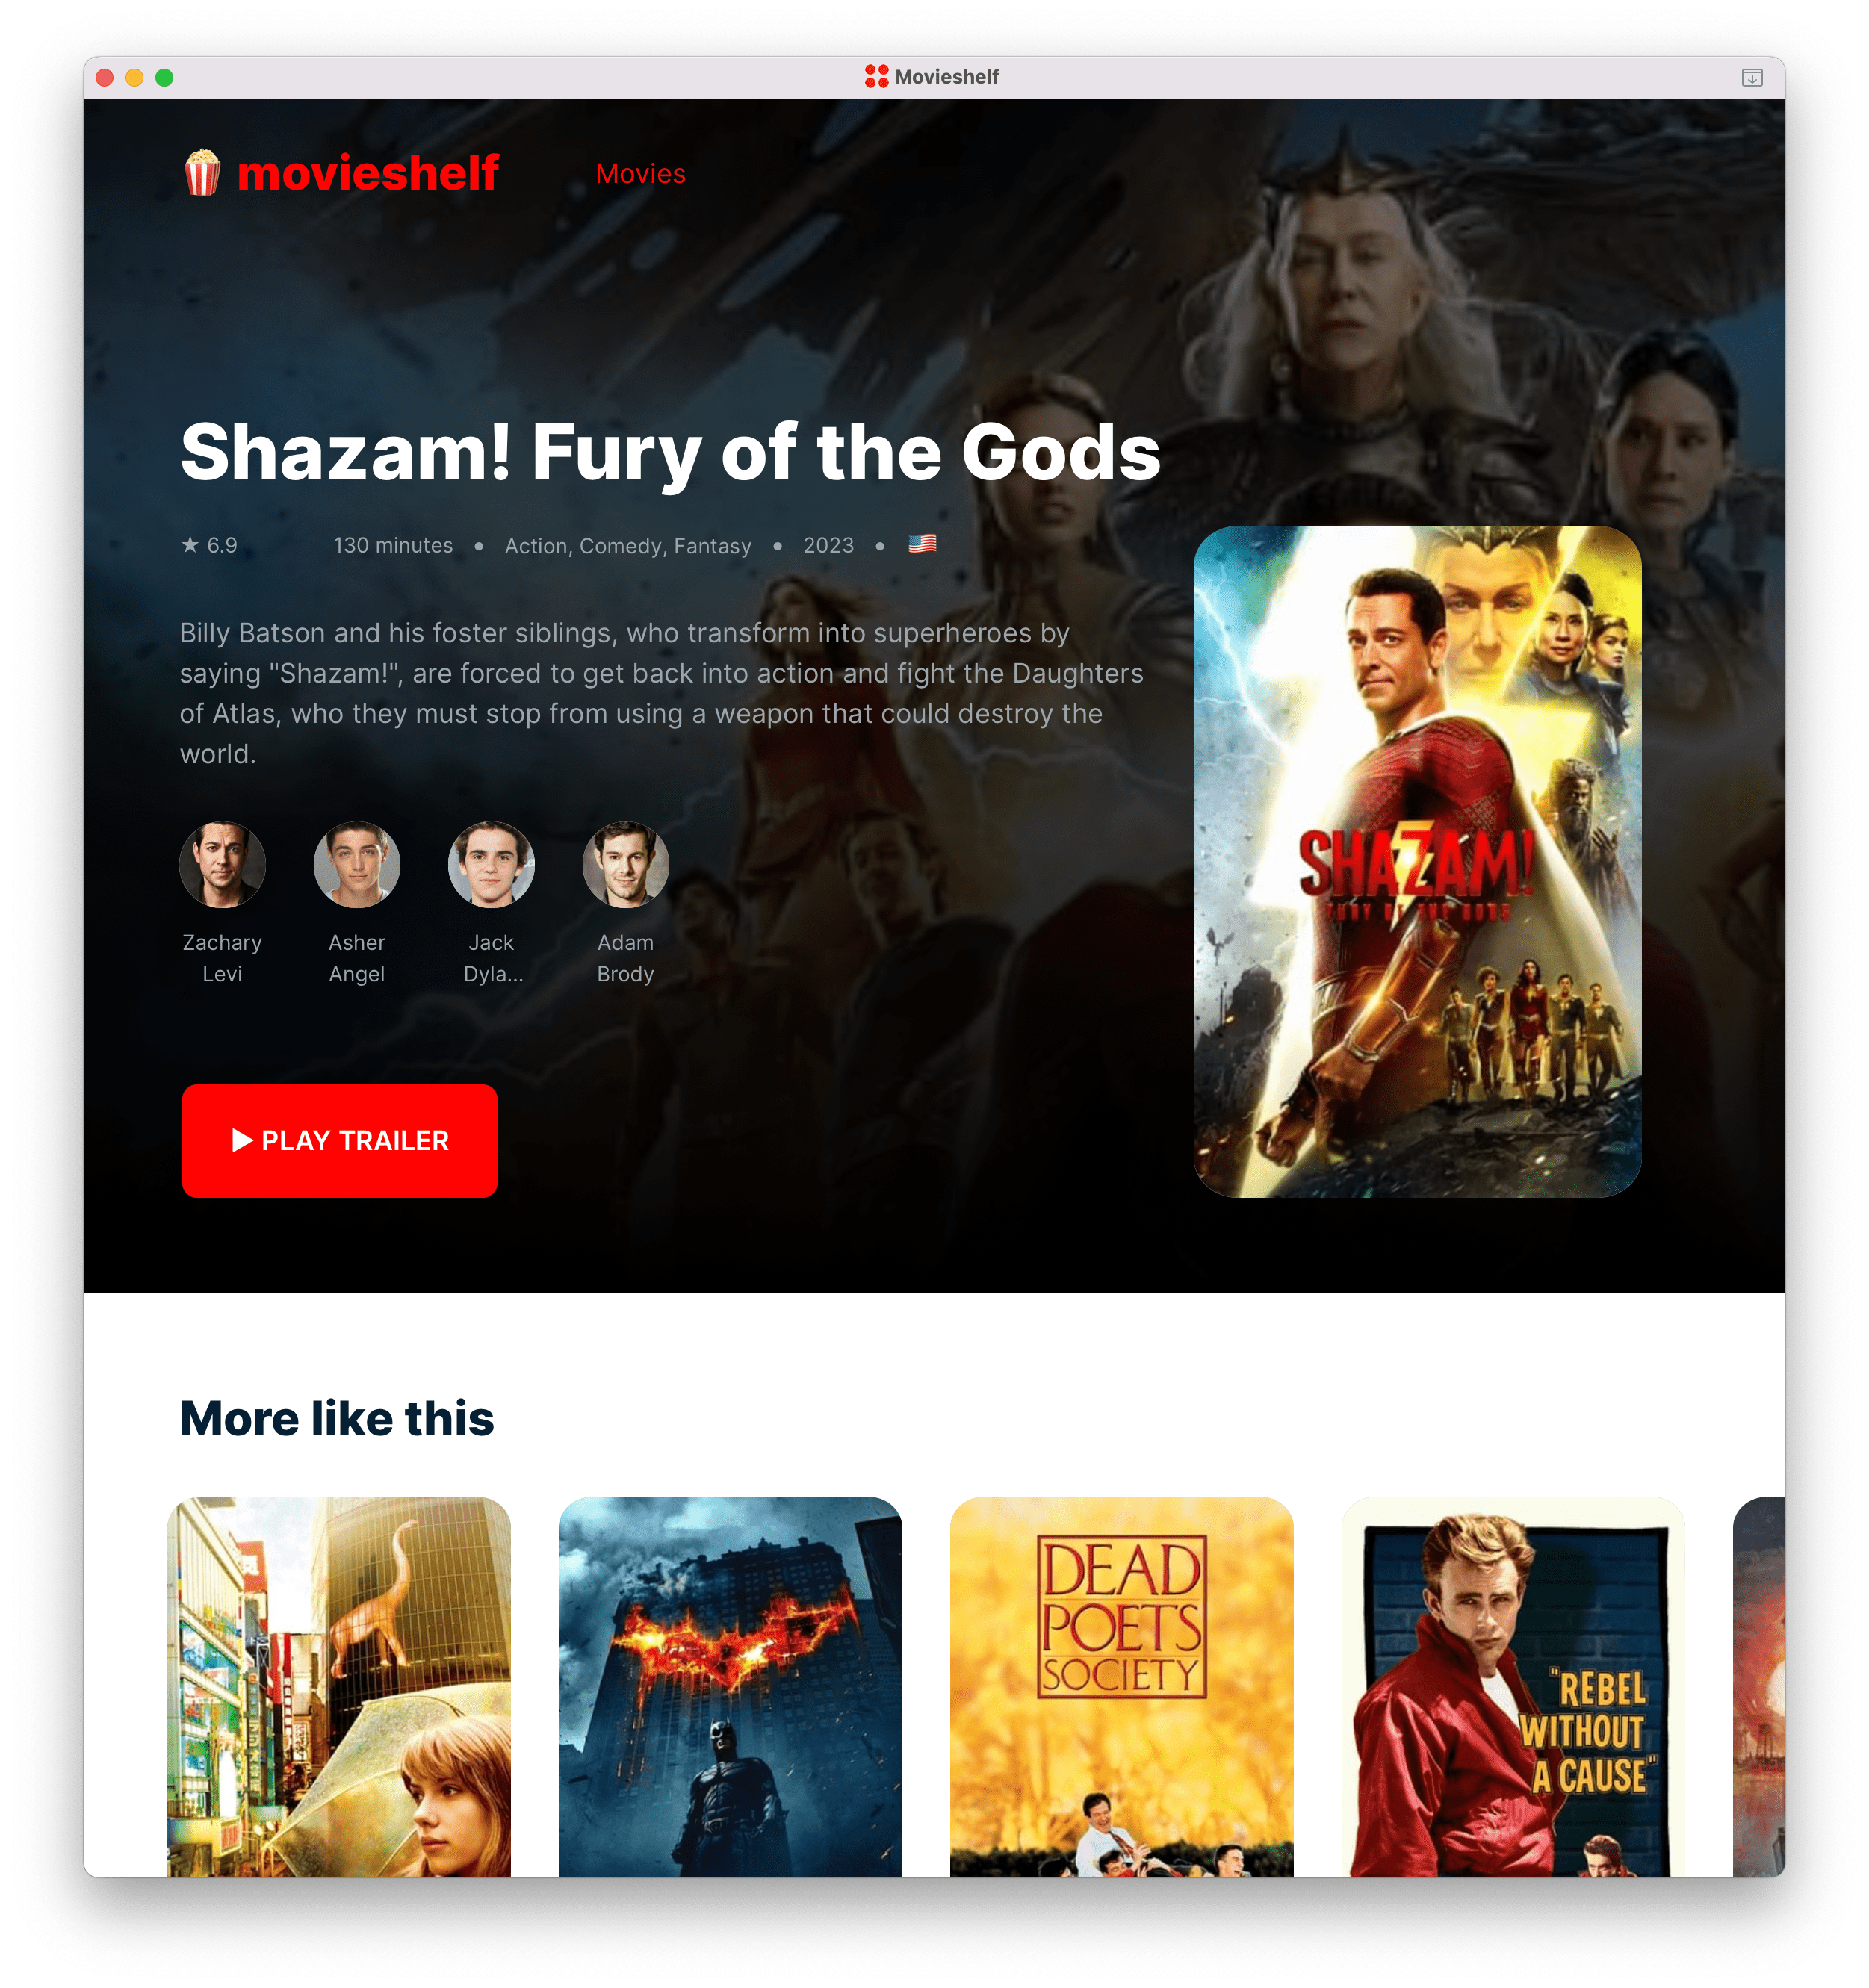 Movieshelf
movieshelf
Movies
Shazam! Fury of the Gods
★ 6.9
130 minutes • Action, Comedy, Fantasy • 2023 •
Billy Batson and his foster siblings, who transform into superheroes by
saying "Shazam!", are forced to get back into action and fight the Daughters
of Atlas, who they must stop from using a weapon that could destroy the
world.
Zachary
Levi
Asher
Angel
Jack
Dyla...
Adam
Brody
▶ PLAY TRAILER
SHAZAM!
FURY OF THE GODS
More like this
DEAD
POETS
SOCIETY
"REBEL
WITHOUT
A CAUSE"